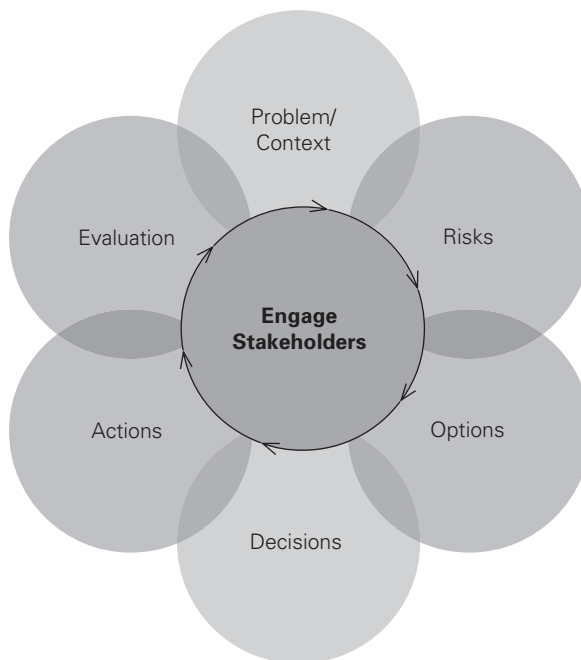 Problem/
Context
Risks
Options
Decisions
Actions
Evaluation
Engage
Stakeholders